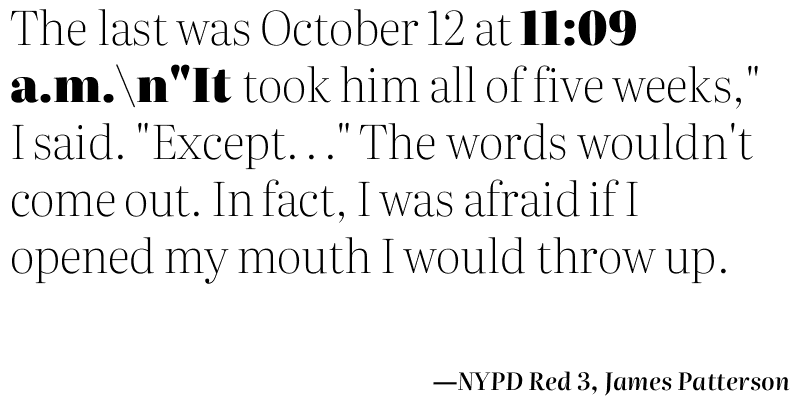 The last was October 12 at 11:09
a.m.\n"It took him all of five weeks,"
I said. "Except. . ." The words wouldn't
come out. In fact, I was afraid if I
opened my mouth I would throw up.
—NYPD Red 3, James Patterson